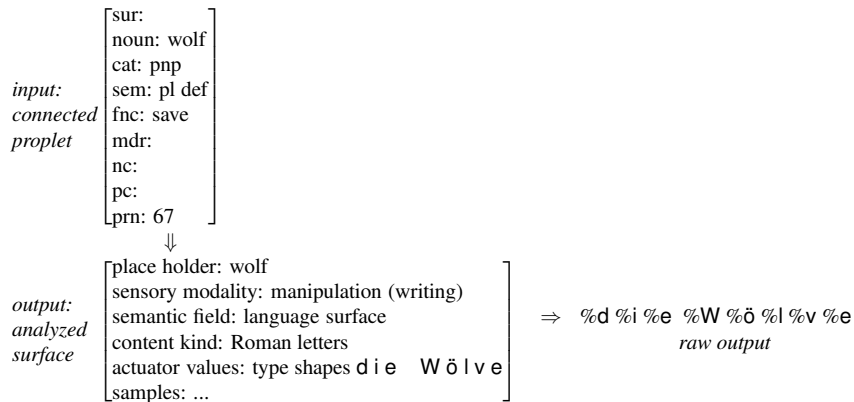 sur:
noun: wolf
cat: pnp
input: sem: pl def
connected fnc: save
proplet mdr:
nc:
pc:
prn: 67
⇓
place holder: wolf
sensory modality: manipulation (writing)
output: semantic field: language surface ⇒ %d %i %e %W %ö %l %v %e
analyzed content kind: Roman letters raw output
surface actuator values: type shapes d i e W ö l v e
samples: ...